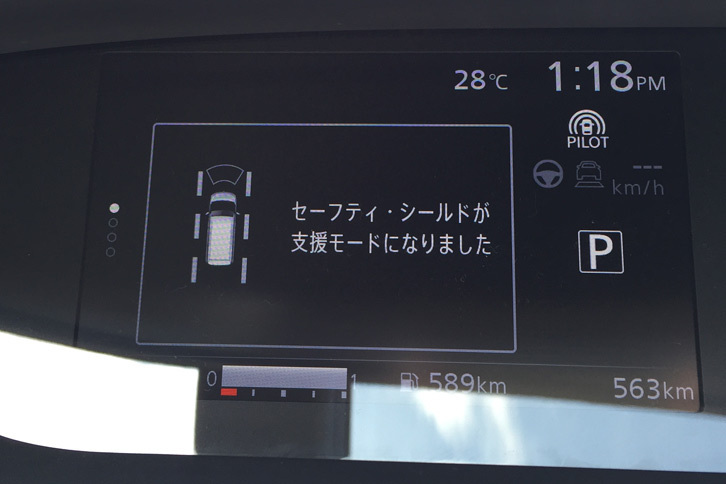 28℃ 1:18PM
PILOT
---
km/h
セーフティ・シールドが
支援モードになりました
P
0 1 589km 563km